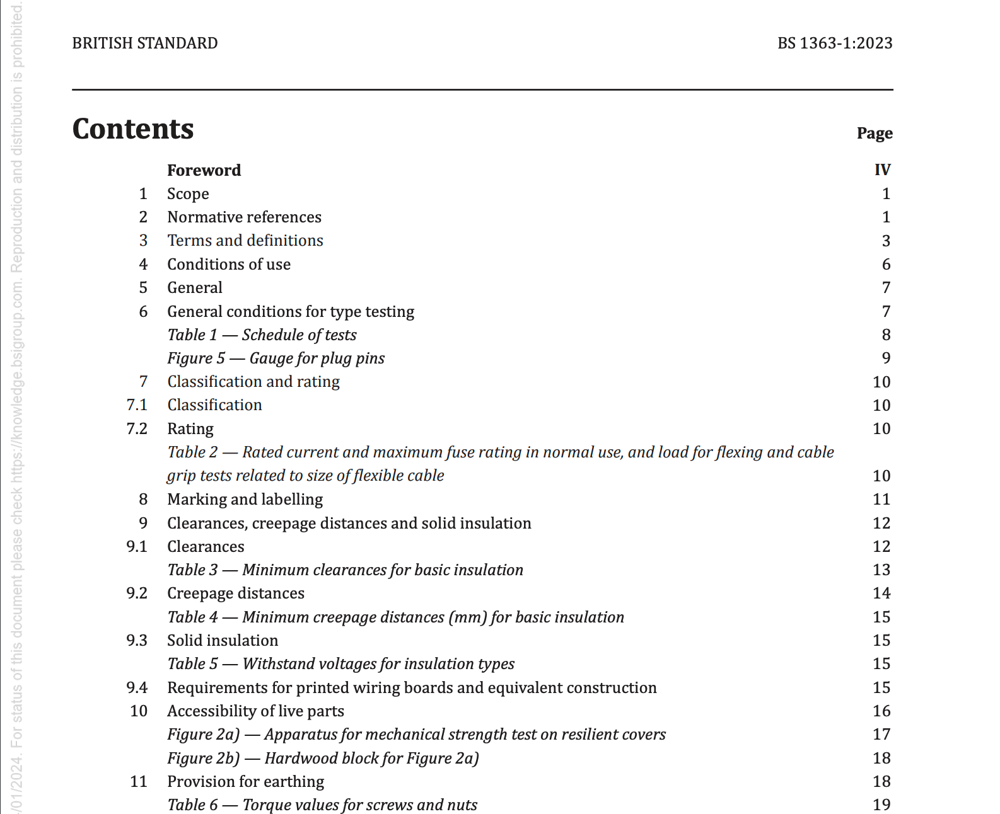 BRITISH STANDARD BS 1363-1:2023
Contents Page
Foreword IV
1 Scope 1
2 Normative references 1
3 Terms and definitions 3
4 Conditions of use 6
5 General 7
6 General conditions for type testing 7
Table 1 — Schedule of tests 8
Figure 5 — Gauge for plug pins 9
7 Classification and rating 10
7.1 Classification 10
7.2 Rating 10
Table 2 — Rated current and maximum fuse rating in normal use, and load for flexing and cable
grip tests related to size of flexible cable 10
8 Marking and labelling 11
9 Clearances, creepage distances and solid insulation 12
9.1 Clearances 12
Table 3 — Minimum clearances for basic insulation 13
9.2 Creepage distances 14
Table 4 — Minimum creepage distances (mm) for basic insulation 15
9.3 Solid insulation 15
Table 5 — Withstand voltages for insulation types 15
9.4 Requirements for printed wiring boards and equivalent construction 15
10 Accessibility of live parts 16
Figure 2a) — Apparatus for mechanical strength test on resilient covers 17
Figure 2b) — Hardwood block for Figure 2a) 18
11 Provision for earthing 18
Table 6 — Torque values for screws and nuts 19
/01/2024. For status of this document please check https://knowledge.bsigroup.com. Reproduction and distribution is prohibited.